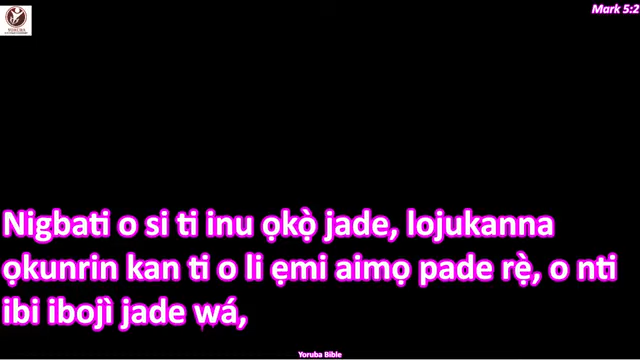 Mark 5:2
Nigbati o si ti inu ọkọ̀ jade, lojukanna
ọkunrin kan ti o li ẹmi aimọ pade rẹ̀, o nti
ibi ibojì jade wá,
Yoruba Bible